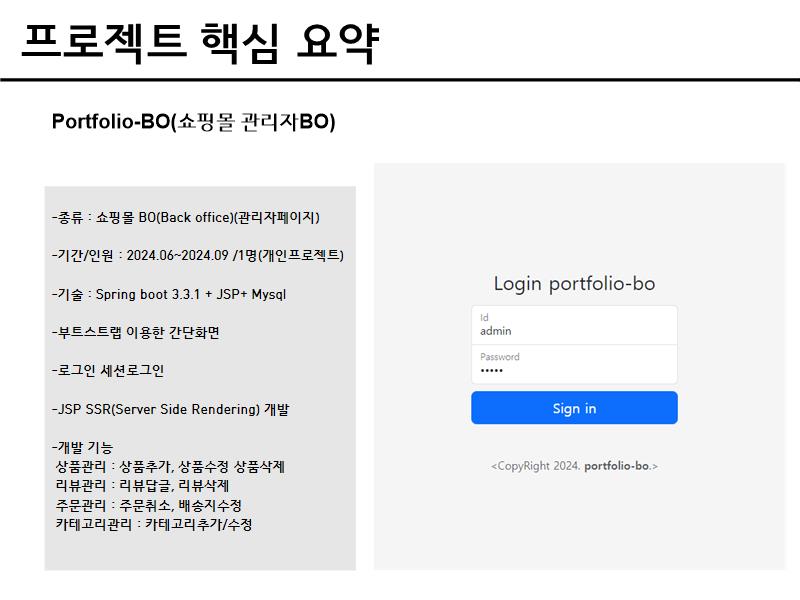 프로젝트 핵심 요약
Portfolio-BO(쇼핑몰 관리자BO)
-종류 : 쇼핑몰 BO(Back office)(관리자페이지)
-기간/인원 : 2024.06~2024.09 /1명(개인프로젝트)
-기술 : Spring boot 3.3.1 + JSP+ Mysql
-부트스트랩 이용한 간단화면
-로그인 세션로그인
-JSP SSR(Server Side Rendering) 개발
-개발 기능
상품관리 : 상품추가, 상품수정 상품삭제
리뷰관리 : 리뷰답글, 리뷰삭제
주문관리 : 주문취소, 배송지수정
카테고리관리 : 카테고리추가/수정
Login portfolio-bo
Id
admin
Password
•••••
Sign in
<CopyRight 2024. portfolio-bo.>